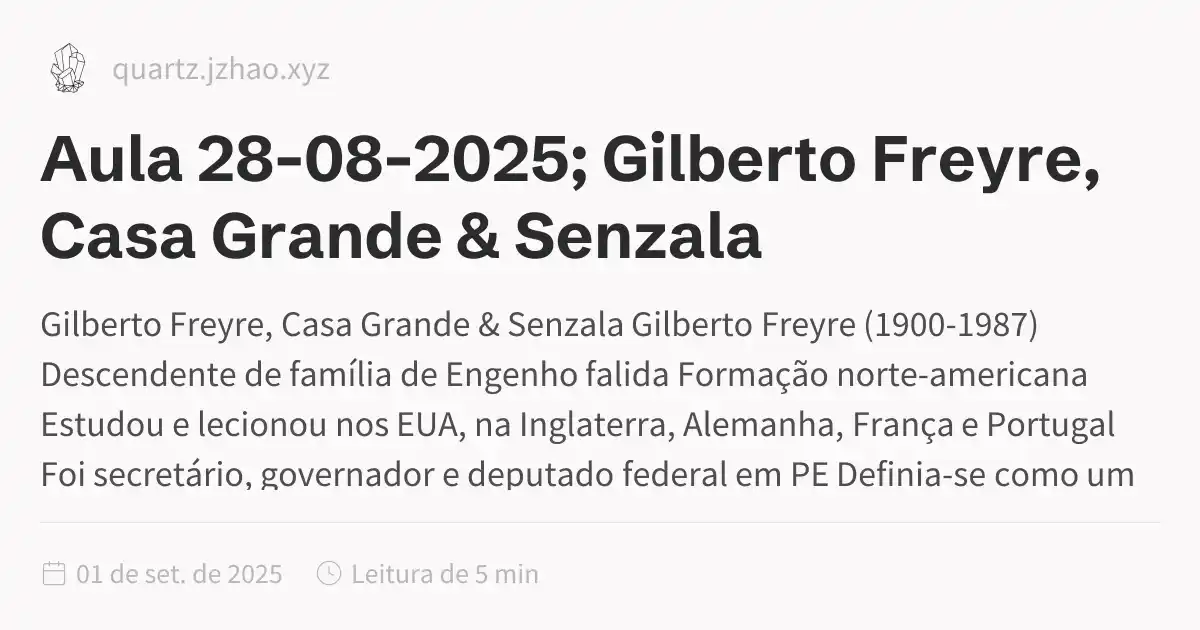 quartz.jzhao.xyz
Aula 28-08-2025; Gilberto Freyre,
Casa Grande & Senzala
Gilberto Freyre, Casa Grande & Senzala Gilberto Freyre (1900-1987)
Descendente de família de Engenho falida Formação norte-americana
Estudou e lecionou nos EUA, na Inglaterra, Alemanha, França e Portugal
Foi secretário, governador e deputado federal em PE Definia-se como um
01 de set. de 2025
Leitura de 5 min